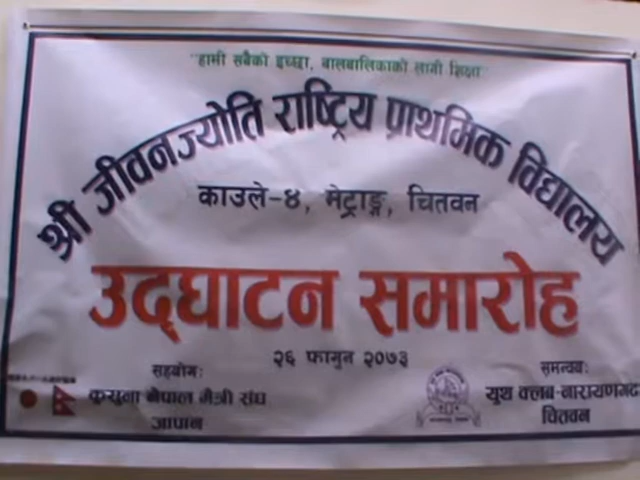 "हामी सबैको इच्छा, बालबालिकाको लागी शिक्षा"
श्री जीवनज्योति राष्ट्रिय प्राथमिक विद्यालय
काउले-४, मेट्राङ्ग, चितवन
उद्घाटन समारोह
२६ फागुन २०७३
सहयोगः
कसुना नेपाल मैत्री संघ
जापान
समन्वयः
युथ क्लब-नारायणगढ
चितवन